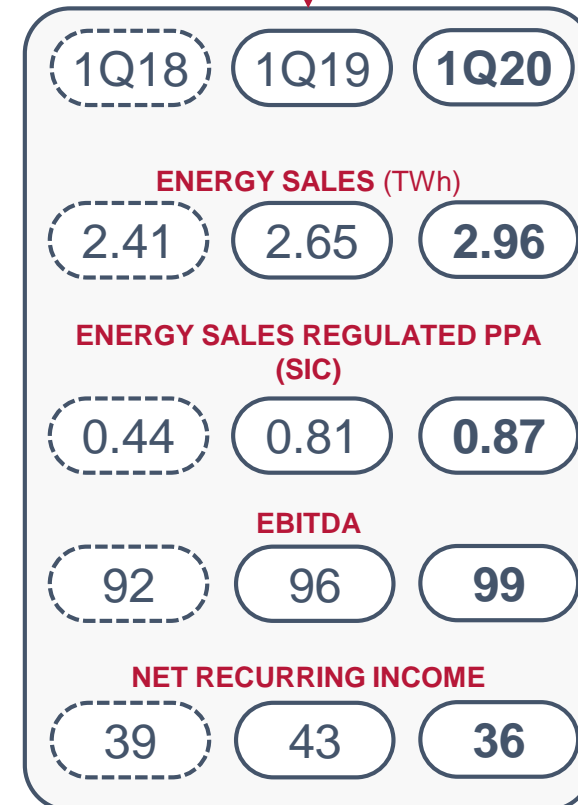 1Q18 1Q19 1Q20
ENERGY SALES (TWh)
2.41 2.65 2.96
ENERGY SALES REGULATED PPA
(SIC)
0.44 0.81 0.87
EBITDA
92 96 99
NET RECURRING INCOME
39 43 36